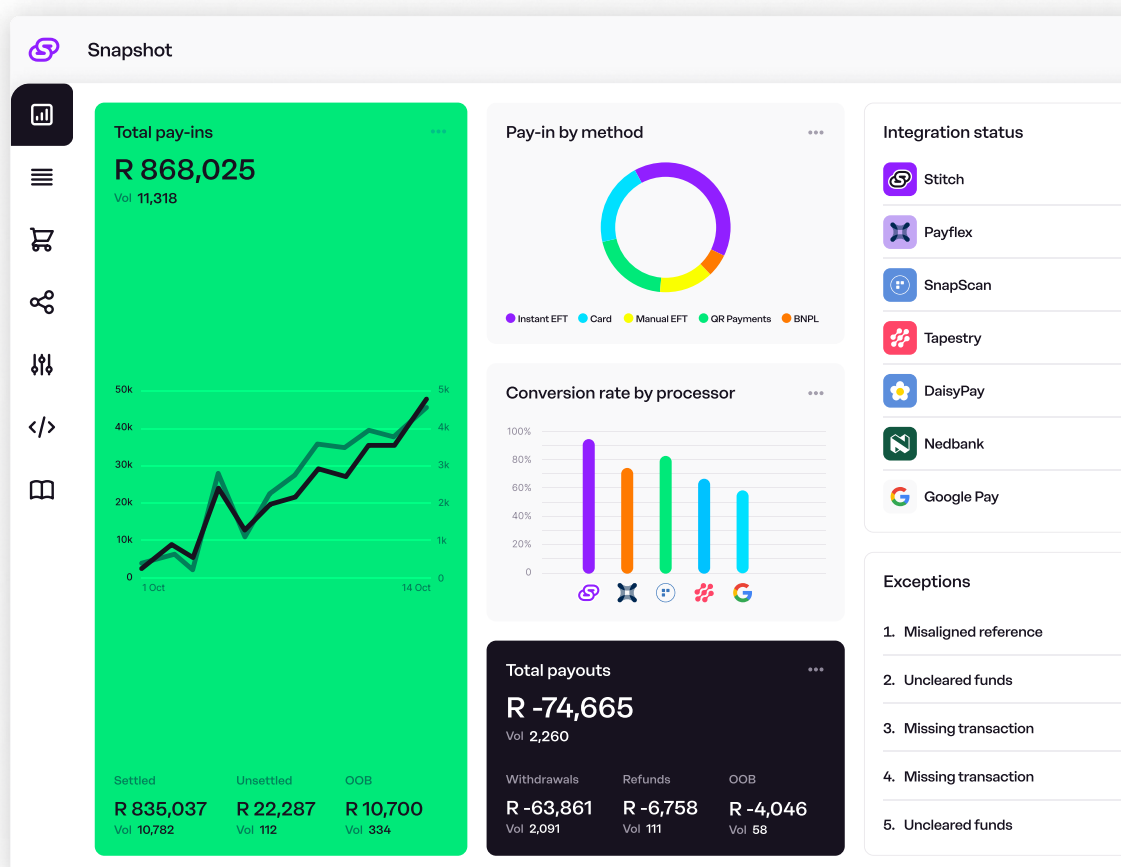 Snapshot
Total pay-ins
R 868,025
Vol 11,318
50k 5k
40k 4k
30k 3k
20k 2k
10k 1k
0 0
1 Oct 14 Oct
Settled Unsettled OOB
R 835,037 R 22,287 R 10,700
Vol 10,782 Vol 112 Vol 334
Pay-in by method
Instant EFT Card Manual EFT QR Payments BNPL
Conversion rate by processor
100%
80%
60%
40%
20%
0
Total payouts
R -74,665
Vol 2,260
Withdrawals Refunds OOB
R -63,861 R -6,758 R -4,046
Vol 2,091 Vol 111 Vol 58
Integration status
Stitch
Payflex
SnapScan
Tapestry
DaisyPay
Nedbank
Google Pay
Exceptions
1. Misaligned reference
2. Uncleared funds
3. Missing transaction
4. Missing transaction
5. Uncleared funds